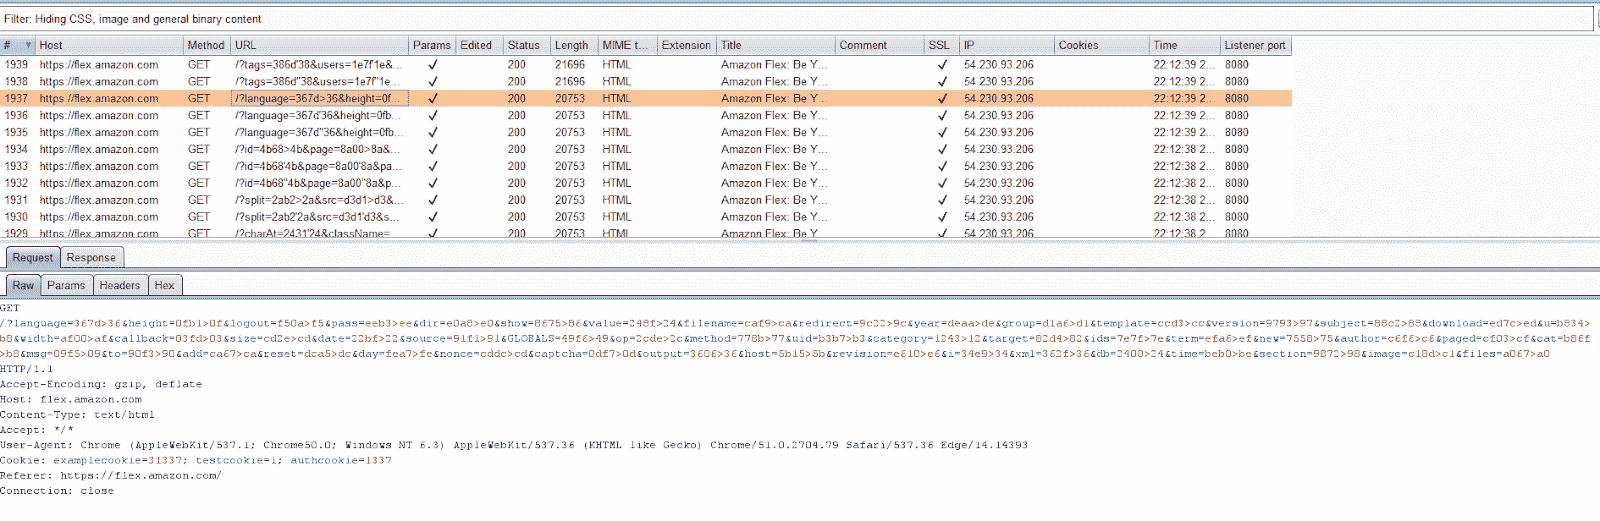 Filter: Hiding CSS, image and general binary content
# Host Method URL Params Edited Status Length MIME t... Extension Title Comment SSL IP Cookies Time Listener port
1939 https://flex.amazon.com GET /?tags=386d'38&users=1e7f'1e&... ✓ 200 21696 HTML Amazon Flex: Be Y... ✓ 54.230.93.206 22:12:39 2... 8080
1938 https://flex.amazon.com GET /?tags=386d"38&users=1e7f"1e... ✓ 200 21696 HTML Amazon Flex: Be Y... ✓ 54.230.93.206 22:12:39 2... 8080
1937 https://flex.amazon.com GET /?language=367d>36&height=0f... ✓ 200 20753 HTML Amazon Flex: Be Y... ✓ 54.230.93.206 22:12:39 2... 8080
1936 https://flex.amazon.com GET /?language=367d'36&height=0fb... ✓ 200 20753 HTML Amazon Flex: Be Y... ✓ 54.230.93.206 22:12:39 2... 8080
1935 https://flex.amazon.com GET /?language=367d"36&height=0fb... ✓ 200 20753 HTML Amazon Flex: Be Y... ✓ 54.230.93.206 22:12:39 2... 8080
1934 https://flex.amazon.com GET /?id=4b68>4b&page=8a00>8a&... ✓ 200 20753 HTML Amazon Flex: Be Y... ✓ 54.230.93.206 22:12:38 2... 8080
1933 https://flex.amazon.com GET /?id=4b68'4b&page=8a00'8a&pa... ✓ 200 20753 HTML Amazon Flex: Be Y... ✓ 54.230.93.206 22:12:38 2... 8080
1932 https://flex.amazon.com GET /?id=4b68"4b&page=8a00"8a&p... ✓ 200 20753 HTML Amazon Flex: Be Y... ✓ 54.230.93.206 22:12:38 2... 8080
1931 https://flex.amazon.com GET /?split=2ab2>2a&src=d3d1>d3&... ✓ 200 20753 HTML Amazon Flex: Be Y... ✓ 54.230.93.206 22:12:38 2... 8080
1930 https://flex.amazon.com GET /?split=2ab2'2a&src=d3d1'd3&s... ✓ 200 20753 HTML Amazon Flex: Be Y... ✓ 54.230.93.206 22:12:38 2... 8080
1929 https://flex.amazon.com GET /?charAt=2431'24&className= ✓ 200 20753 HTML Amazon Flex: Be Y ✓ 54.230.93.206 22:12:38 2 8080
Request Response
Raw Params Headers Hex
GET
/?language=367d>36&height=0fb1>0f&logout=f50a>f5&pass=eeb3>ee&dir=e0a8>e0&show=8675>86&value=248f>24&filename=caf9>ca&redirect=9c22>9c&year=deaa>de&group=d1a6>d1&template=ccd3>cc&version=9793>97&subject=88c2>88&download=ed7c>ed&u=b834>
b8&width=af00>af&callback=03fd>03&size=cd2e>cd&date=22bf>22&source=91f1>91&GLOBALS=49f6>49&op=2cde>2c&method=778b>77&uid=b3b7>b3&category=1243>12&target=82d4>82&ids=7e7f>7e&term=efa6>ef&new=7558>75&author=c6f6>c6&paged=cf03>cf&cat=b86f
>b8&msg=09f5>09&to=90f3>90&add=ca67>ca&reset=dca5>dc&day=fea7>fe&nonce=cddc>cd&captcha=0df7>0d&output=3606>36&host=5b15>5b&revision=e610>e6&i=34e9>34&xml=362f>36&db=2400>24&time=beb0>be&section=9872>98&image=c18d>c1&files=a067>a0
HTTP/1.1
Accept-Encoding: gzip, deflate
Host: flex.amazon.com
Content-Type: text/html
Accept: */*
User-Agent: Chrome (AppleWebKit/537.1; Chrome50.0; Windows NT 6.3) AppleWebKit/537.36 (KHTML like Gecko) Chrome/51.0.2704.79 Safari/537.36 Edge/14.14393
Cookie: examplecookie=31337; testcookie=1; authcookie=1337
Referer: https://flex.amazon.com/
Connection: close